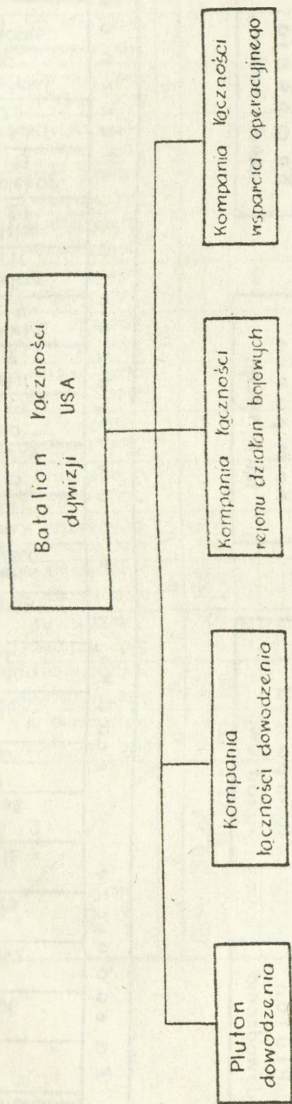 Batalion łączności
dywizji USA
Pluton
dowodzenia
Kompania
łączności dowodzenia
Kompania łączności
rejonu działań bojowych
Kompania łączności
wsparcia operacyjnego